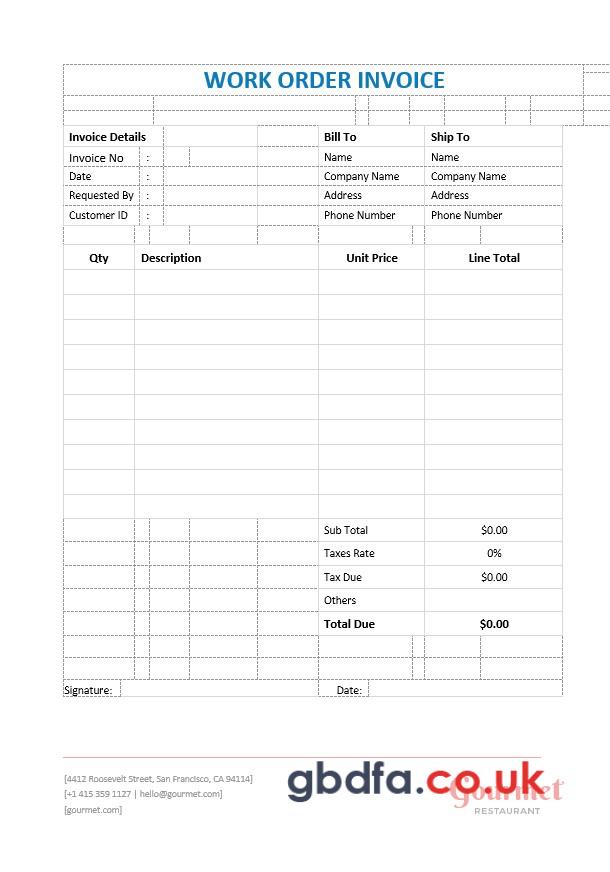 WORK ORDER INVOICE
Invoice Details Bill To Ship To
Invoice No : Name Name
Date : Company Name Company Name
Requested By : Address Address
Customer ID : Phone Number Phone Number
Qty Description Unit Price Line Total
Sub Total $0.00
Taxes Rate 0%
Tax Due $0.00
Others
Total Due $0.00
Signature: Date:
[4412 Roosevelt Street, San Francisco, CA 94114]
[+1 415 359 1127 | hello@gourmet.com]
[gourmet.com]
gbdfa.co.uk
Gourmet
RESTAURANT